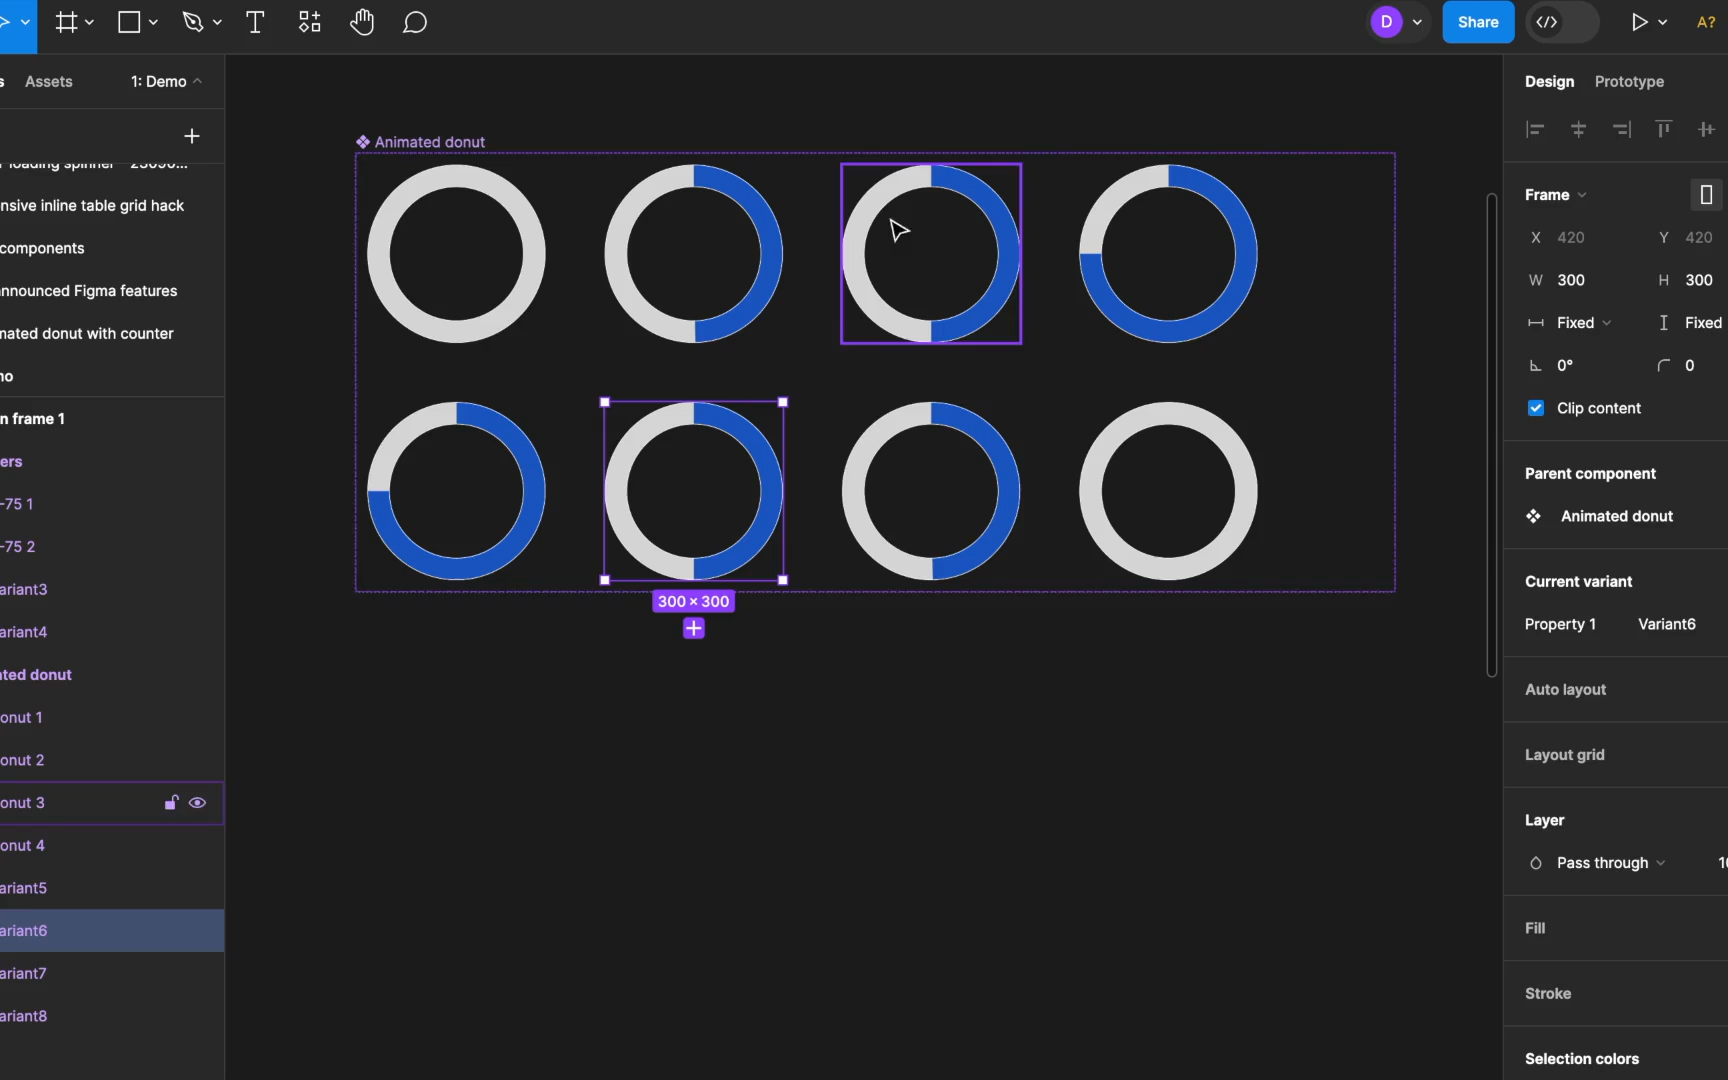 D
Share
A?
s
Assets
1: Demo
nsive inline table grid hack
components
nnounced Figma features
nated donut with counter
no
n frame 1
ers
-75 1
-75 2
ariant3
ariant4
ated donut
onut 1
onut 2
onut 3
onut 4
ariant5
ariant6
ariant7
ariant8
Animated donut
300 × 300
Design
Prototype
Frame
X 420
Y 420
W 300
H 300
Fixed
Fixed
0°
0
Clip content
Parent component
Animated donut
Current variant
Property 1
Variant6
Auto layout
Layout grid
Layer
Pass through
10
Fill
Stroke
Selection colors